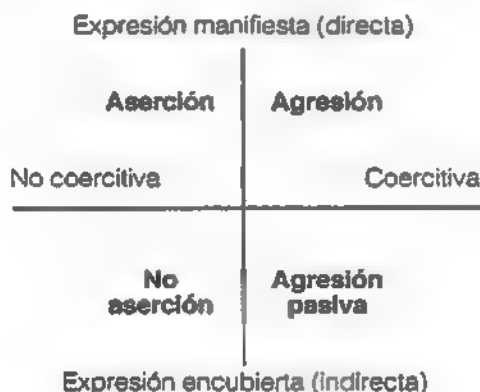 Expresión manifiesta (directa)
Aserción Agresión
No coercitiva Coercitiva
No aserción
Agresión pasiva
Expresión encubierta (indirecta)